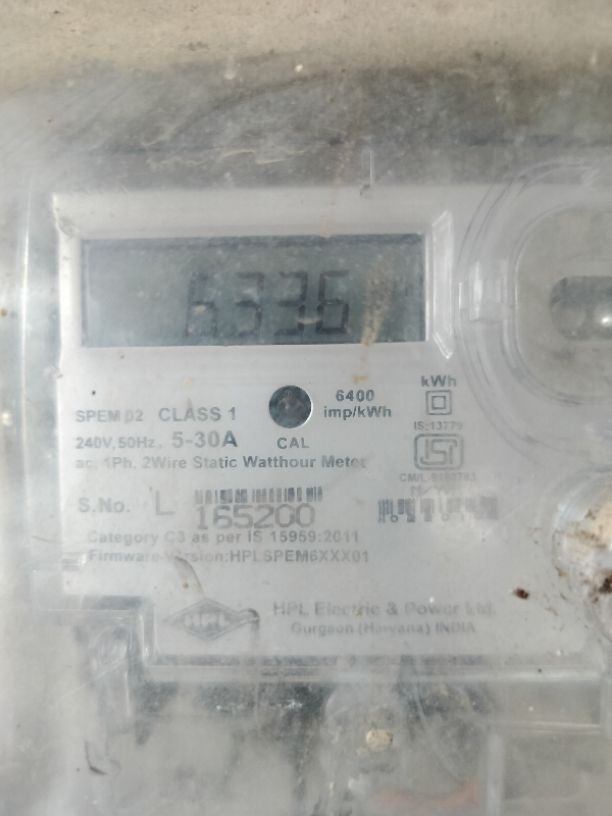 6336
6400
imp/kWh
kWh
SPEM 02 CLASS 1
CAL
240V, 50Hz, 5-30A
IS:13779
ac, 1Ph, 2Wire Static Watthour Meter
S.No. L 165200
Category C3 as per IS 15959:2011
Firmware Version:HPLSPEM6XXX01
HPL
HPL Electric & Power Ltd.
Gurgaon (Haryana) INDIA